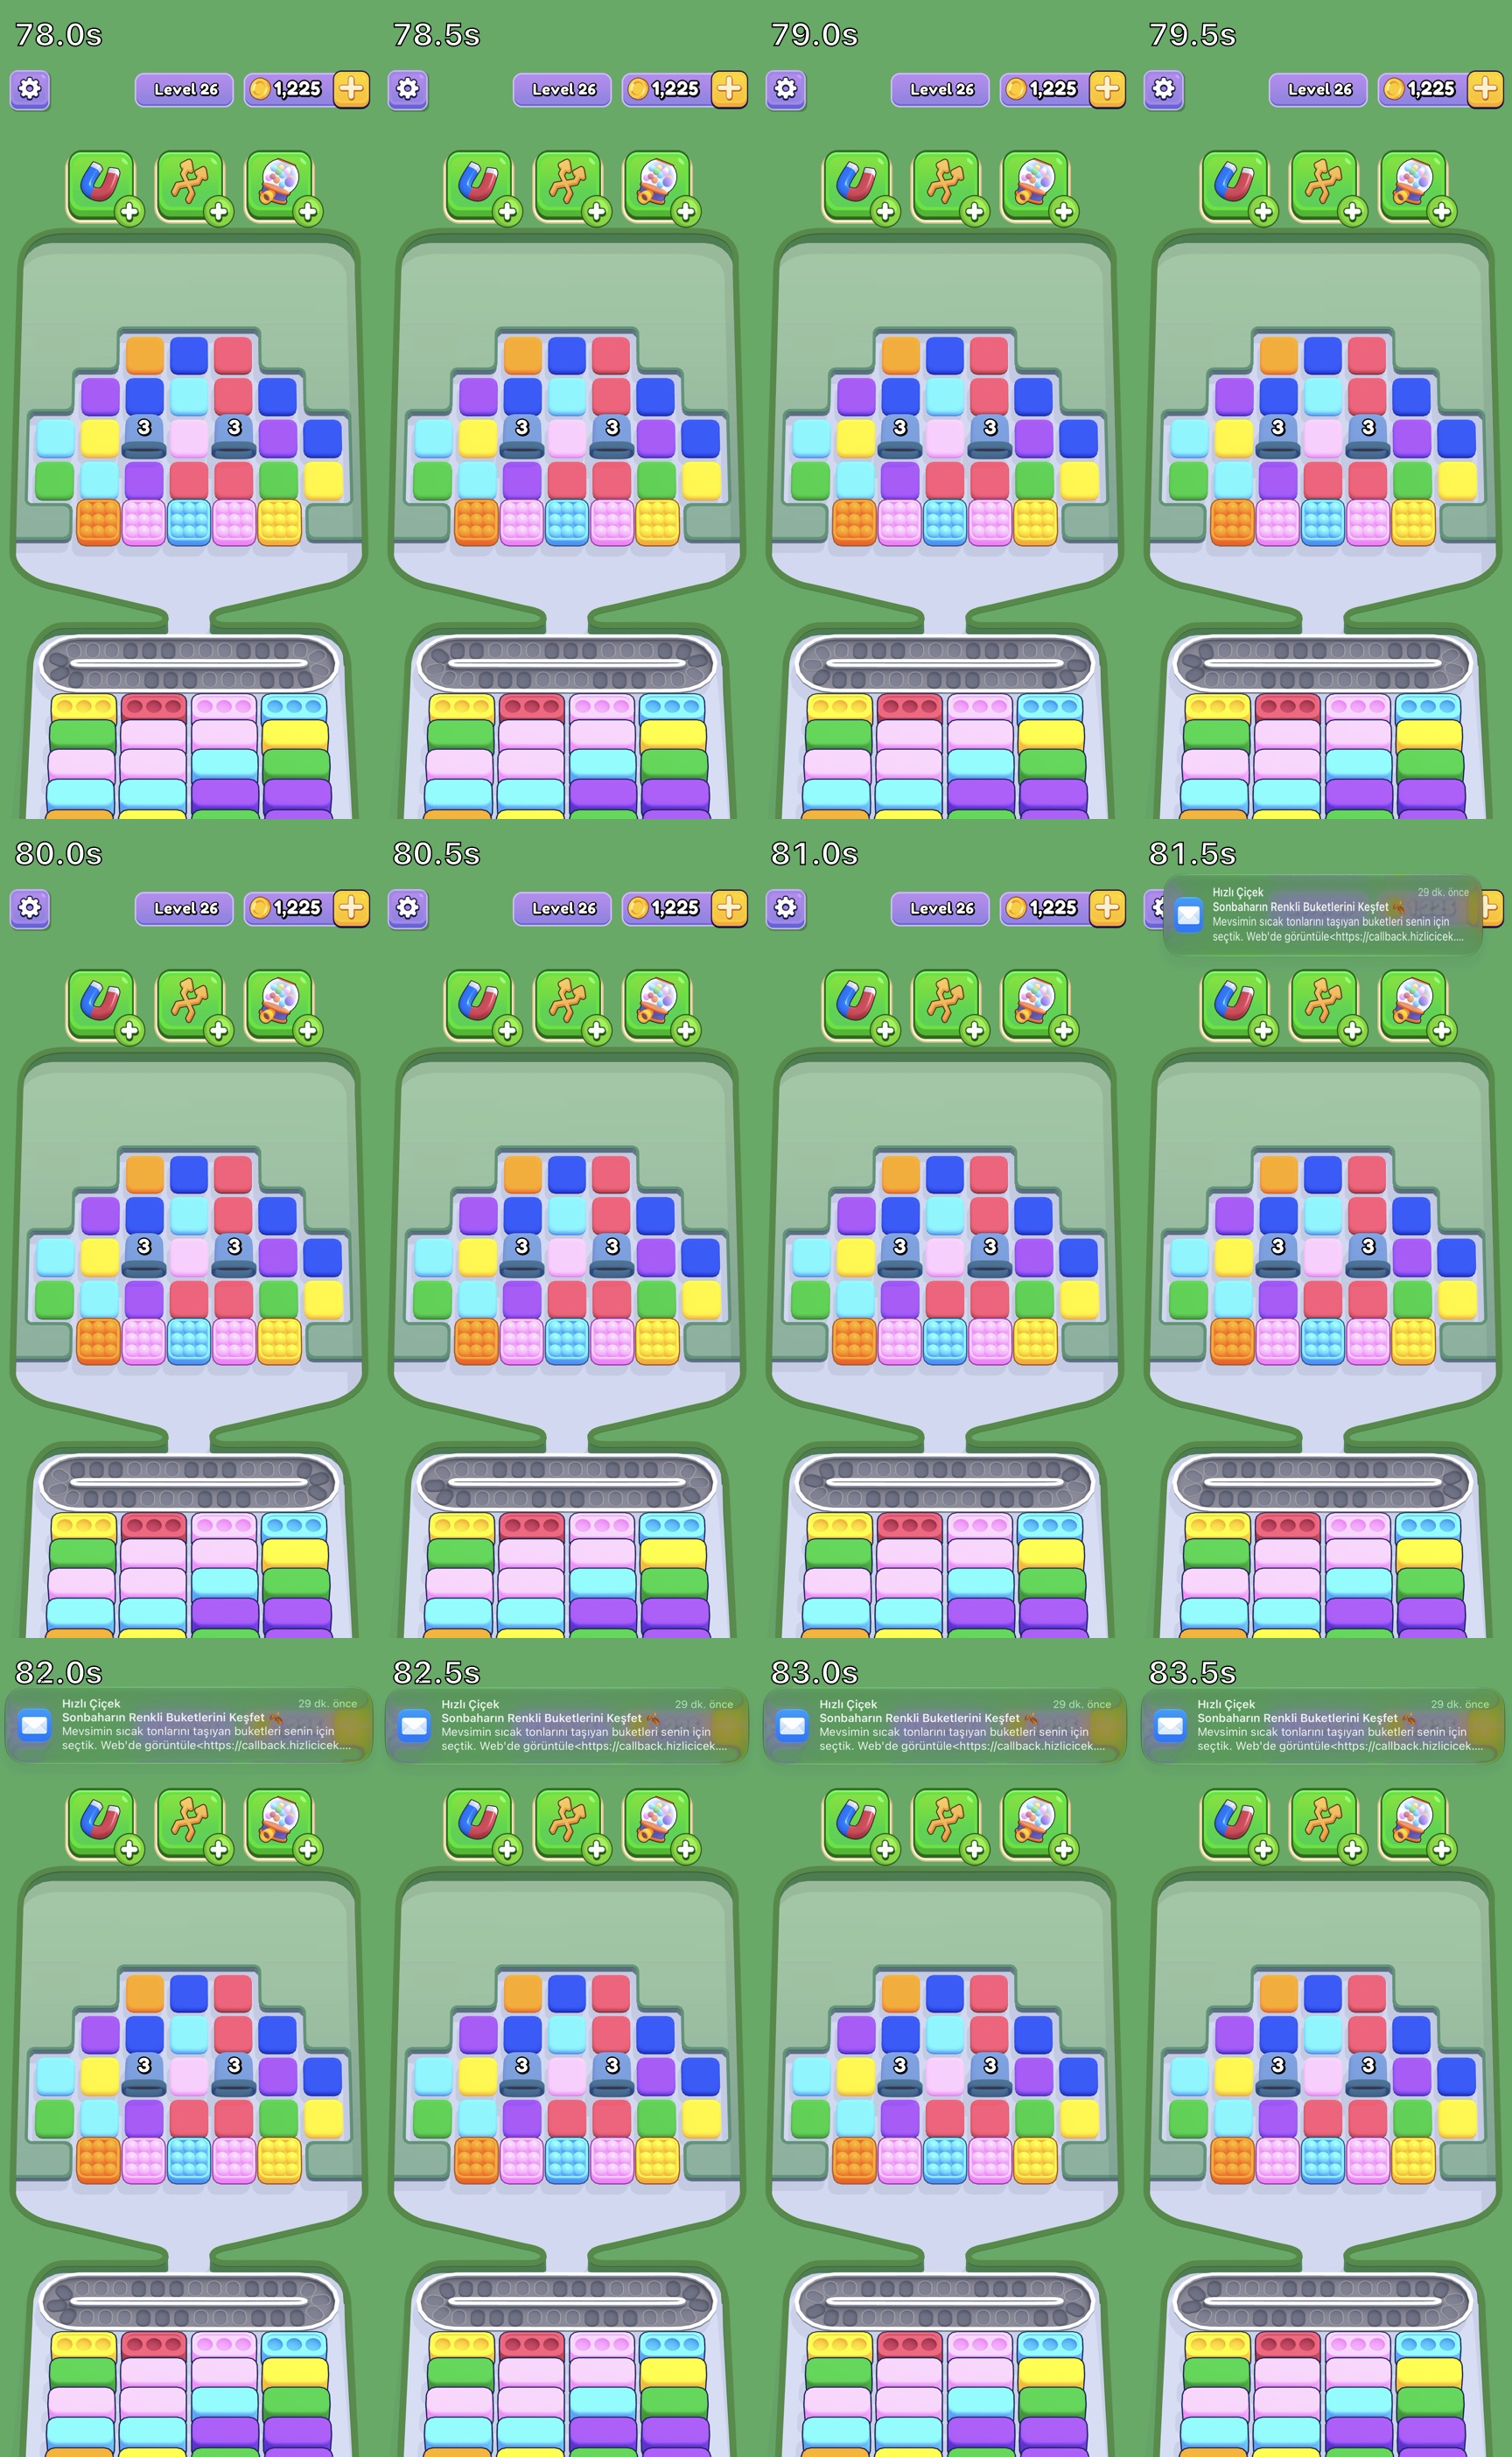 78.0s
Level 26
1,225
3
3
78.5s
Level 26
1,225
3
3
79.0s
Level 26
1,225
3
3
79.5s
Level 26
1,225
3
3
80.0s
Level 26
1,225
3
3
80.5s
Level 26
1,225
3
3
81.0s
Level 26
1,225
3
3
81.5s
Hızlı Çiçek
29 dk. önce
Sonbaharın Renkli Buketlerini Keşfet 🍂
Mevsimin sıcak tonlarını taşıyan buketleri senin için
seçtik. Web'de görüntüle<https://callback.hizlicicek....
3
3
82.0s
Hızlı Çiçek
29 dk. önce
Sonbaharın Renkli Buketlerini Keşfet 🍂
Mevsimin sıcak tonlarını taşıyan buketleri senin için
seçtik. Web'de görüntüle<https://callback.hizlicicek....
3
3
82.5s
Hızlı Çiçek
29 dk. önce
Sonbaharın Renkli Buketlerini Keşfet 🍂
Mevsimin sıcak tonlarını taşıyan buketleri senin için
seçtik. Web'de görüntüle<https://callback.hizlicicek....
3
3
83.0s
Hızlı Çiçek
29 dk. önce
Sonbaharın Renkli Buketlerini Keşfet 🍂
Mevsimin sıcak tonlarını taşıyan buketleri senin için
seçtik. Web'de görüntüle<https://callback.hizlicicek....
3
3
83.5s
Hızlı Çiçek
29 dk. önce
Sonbaharın Renkli Buketlerini Keşfet 🍂
Mevsimin sıcak tonlarını taşıyan buketleri senin için
seçtik. Web'de görüntüle<https://callback.hizlicicek....
3
3